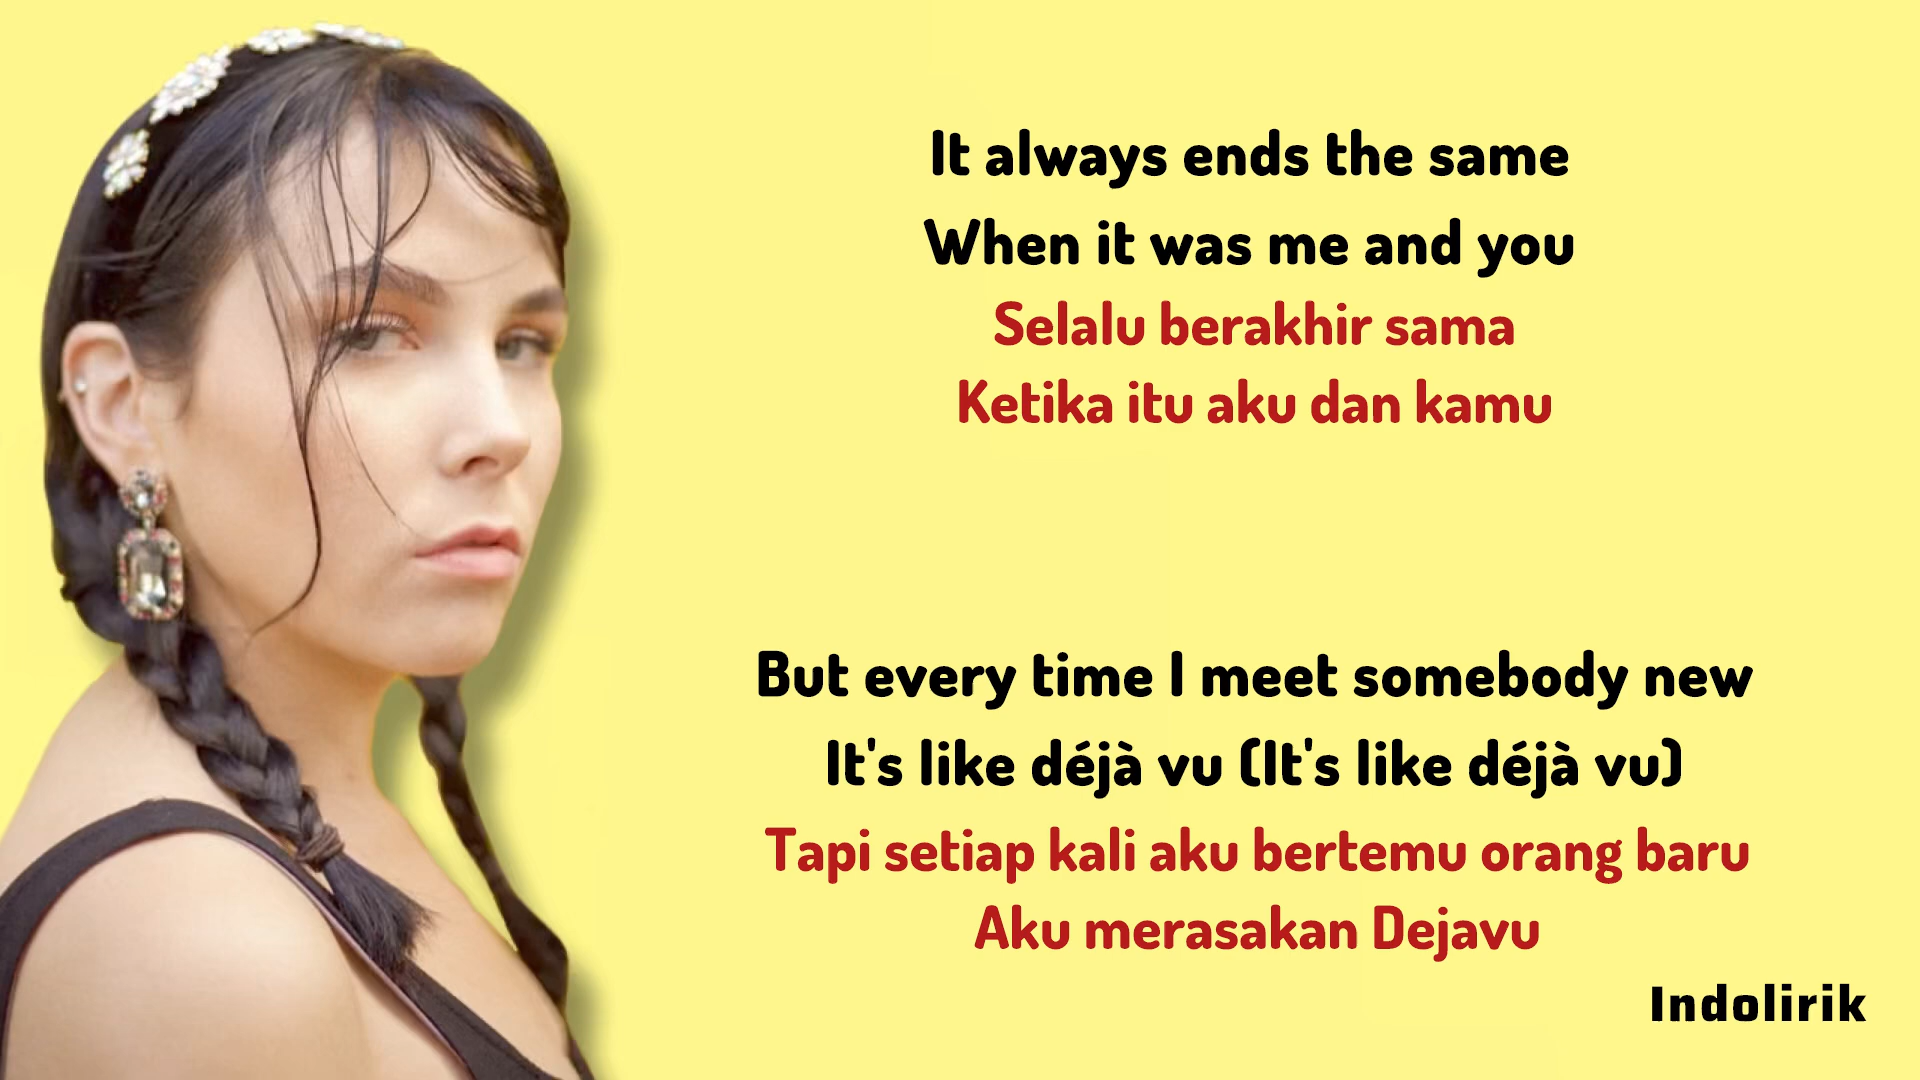 It always ends the same
When it was me and you
Selalu berakhir sama
Ketika itu aku dan kamu
But every time I meet somebody new
It's like déjà vu (It's like déjà vu)
Tapi setiap kali aku bertemu orang baru
Aku merasakan Dejavu
Indolirik